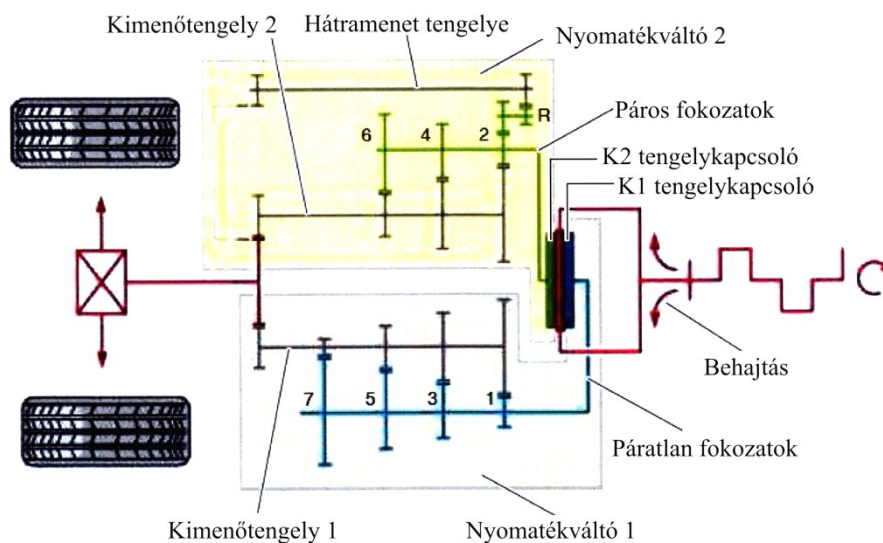 Kimenőtengely 2
Hátramenet tengelye
Nyomatékváltó 2
Páros fokozatok
R
6
4
2
K2 tengelykapcsoló
K1 tengelykapcsoló
Behajtás
7
5
3
1
Páratlan fokozatok
Kimenőtengely 1
Nyomatékváltó 1